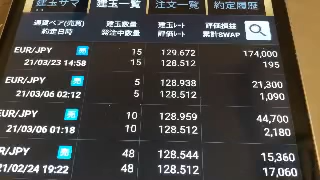 建玉サマ 建玉一覧 注文一覧 約定履歴
通貨ペア(売買) 建玉数量 建玉レート 評価損益
約定日時 発注中数量 評価レート 累計SWAP
EUR/JPY 売 15 129.672 174,000
21/03/23 14:58 15 128.512 195
EUR/JPY 売 5 128.938 21,300
21/03/06 02:12 5 128.512 1,090
EUR/JPY 売 10 128.959 44,700
21/03/06 01:18 10 128.512 2,180
R/JPY 売 48 128.544 15,360
21/02/24 19:22 48 128.512 17,060